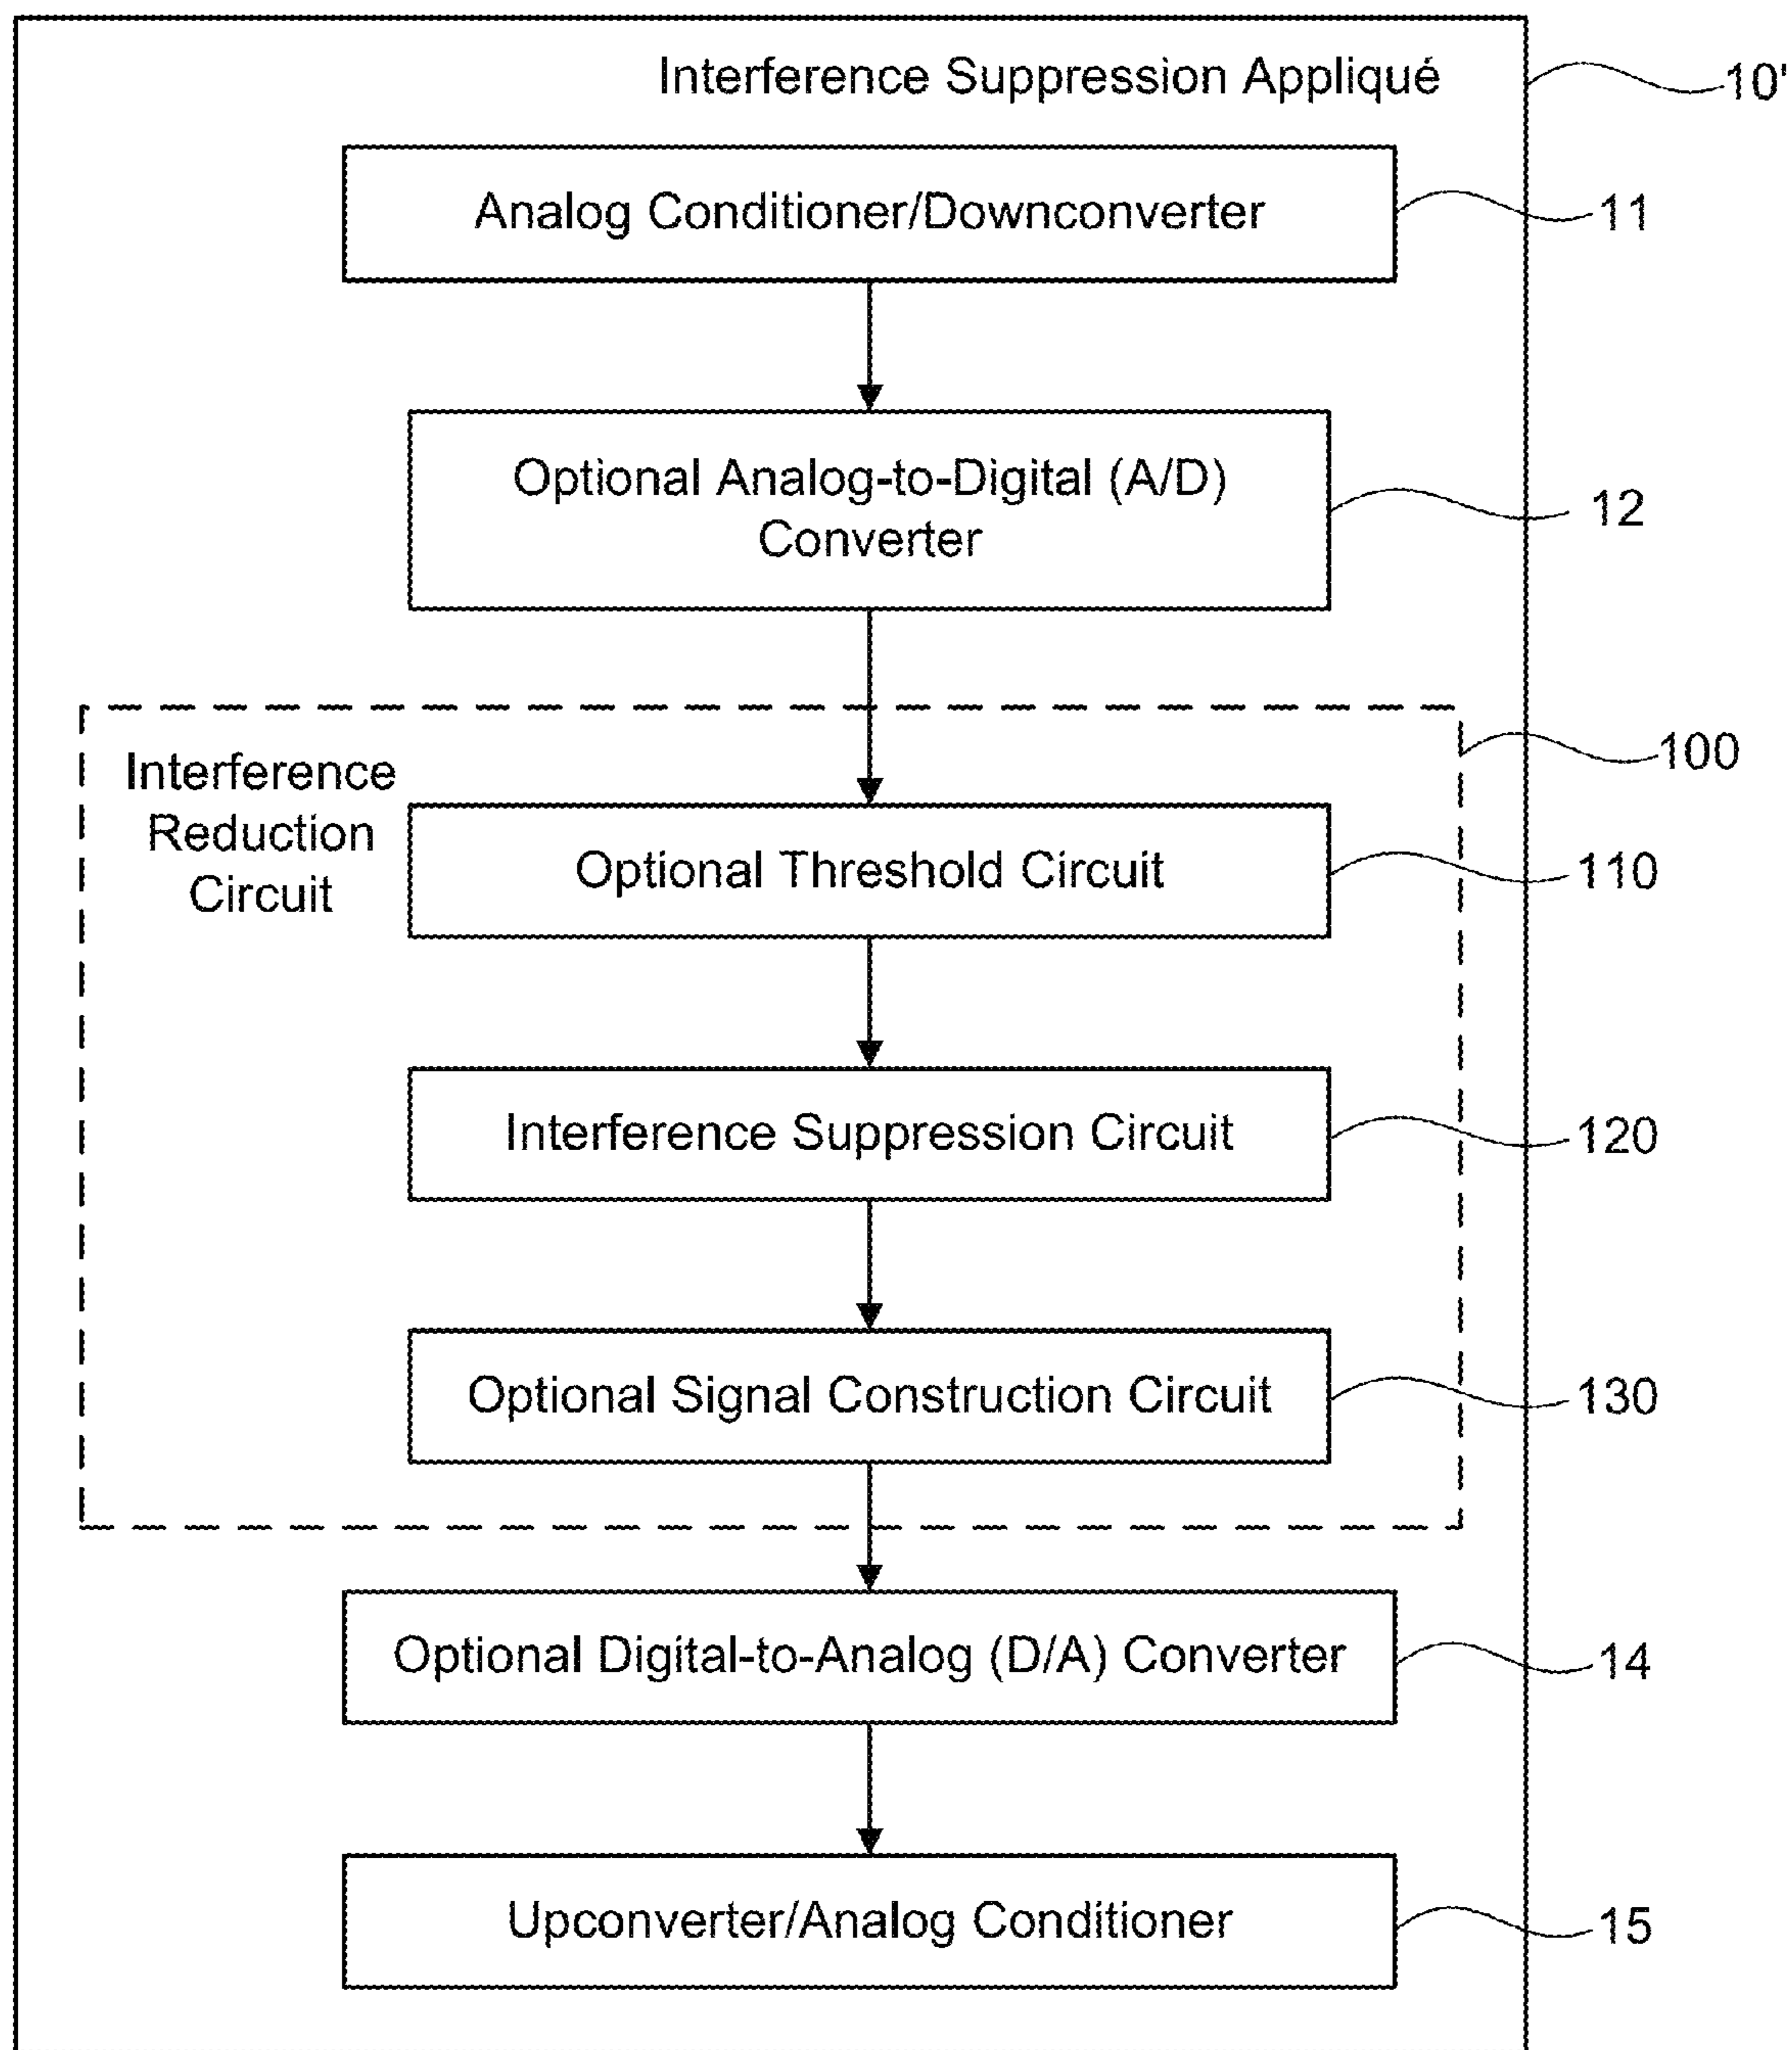 Interference Suppression Appliqué
10'
Analog Conditioner/Downconverter
11
Optional Analog-to-Digital (A/D)
Converter
12
Interference
Reduction
Circuit
100
Optional Threshold Circuit
110
Interference Suppression Circuit
120
Optional Signal Construction Circuit
130
Optional Digital-to-Analog (D/A) Converter
14
Upconverter/Analog Conditioner
15